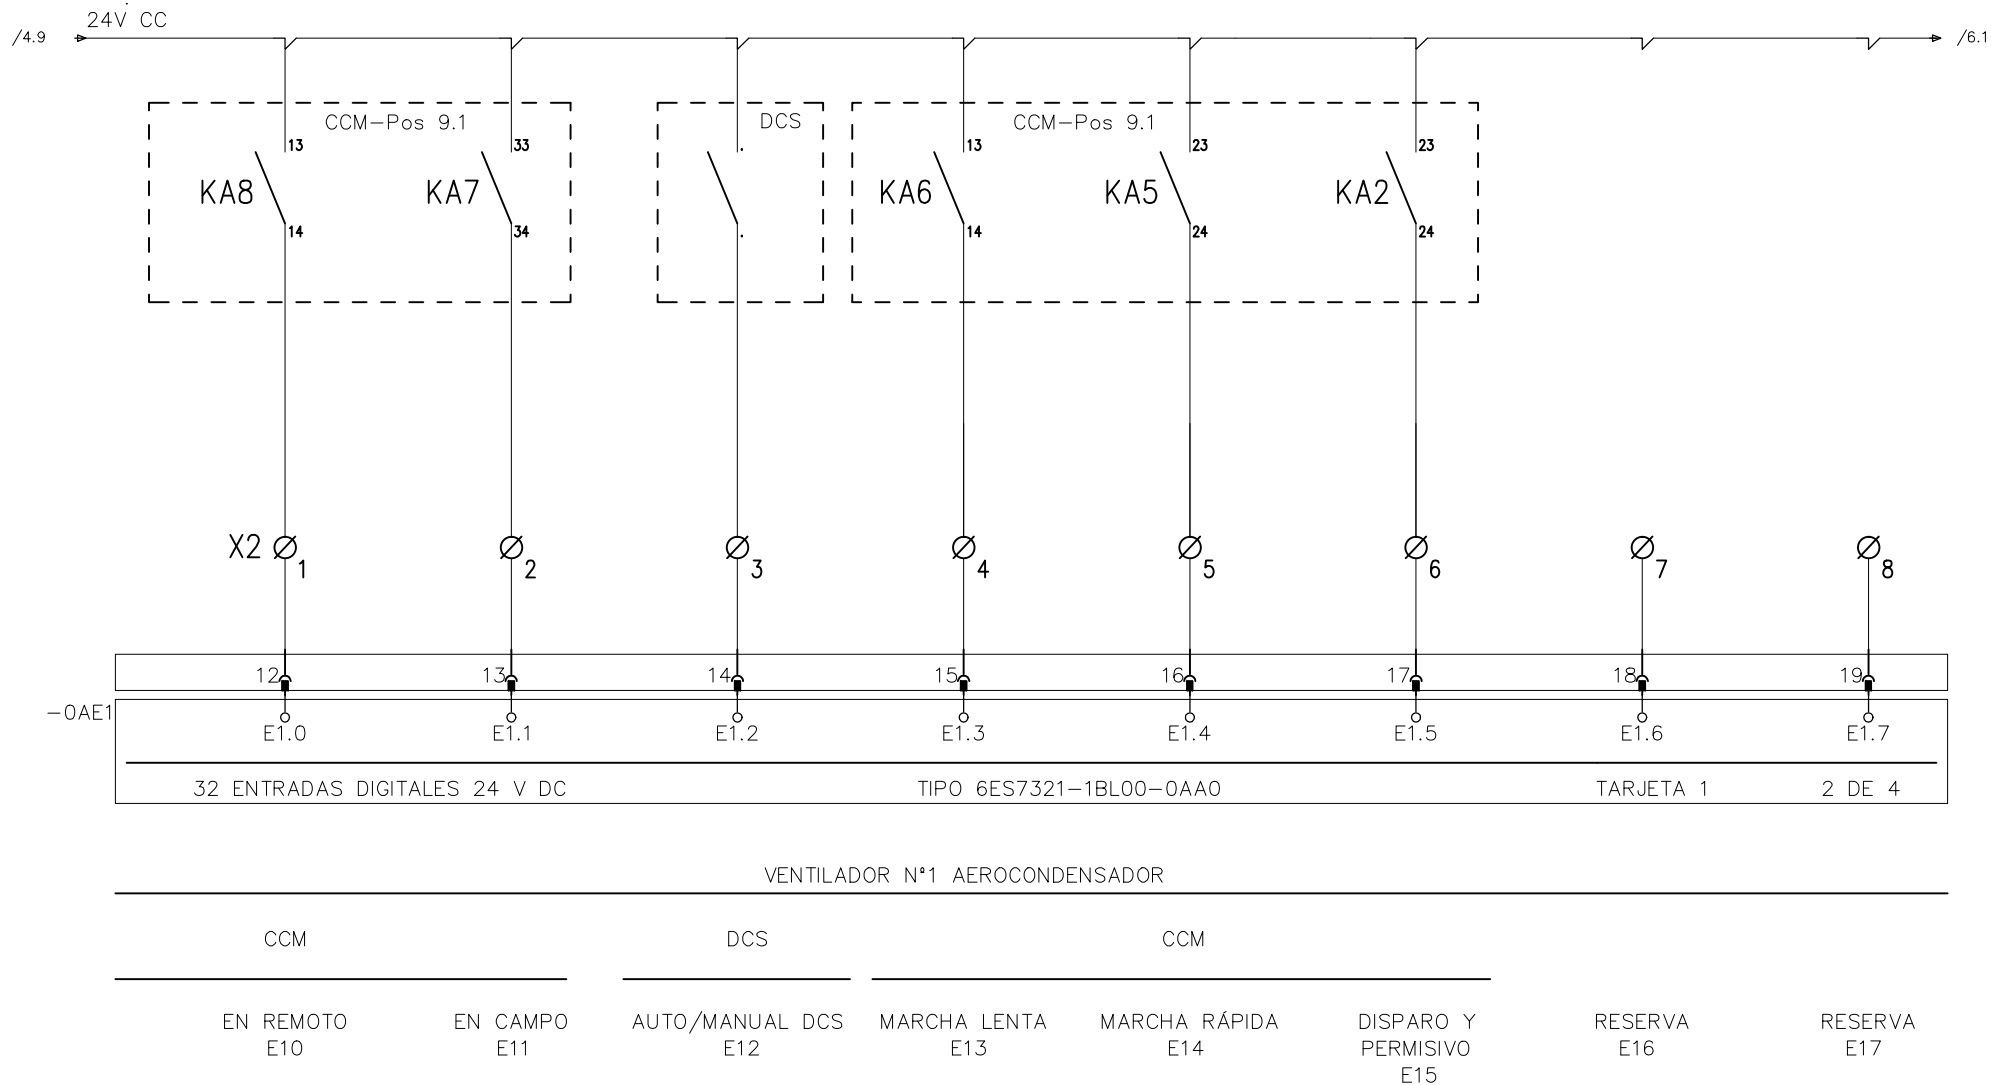 24V CC
/4.9
/6.1
CCM-Pos 9.1
DCS
CCM-Pos 9.1
13
33
.
13
23
23
KA8
KA7
KA6
KA5
KA2
14
34
.
14
24
24
X2
1
2
3
4
5
6
7
8
12
13
14
15
16
17
18
19
-0AE1
E1.0
E1.1
E1.2
E1.3
E1.4
E1.5
E1.6
E1.7
32 ENTRADAS DIGITALES 24 V DC
TIPO 6ES7321-1BL00-0AA0
TARJETA 1
2 DE 4
VENTILADOR Nº1 AEROCONDENSADOR
CCM
DCS
CCM
EN REMOTO
E10
EN CAMPO
E11
AUTO/MANUAL DCS
E12
MARCHA LENTA
E13
MARCHA RÁPIDA
E14
DISPARO Y
PERMISIVO
E15
RESERVA
E16
RESERVA
E17